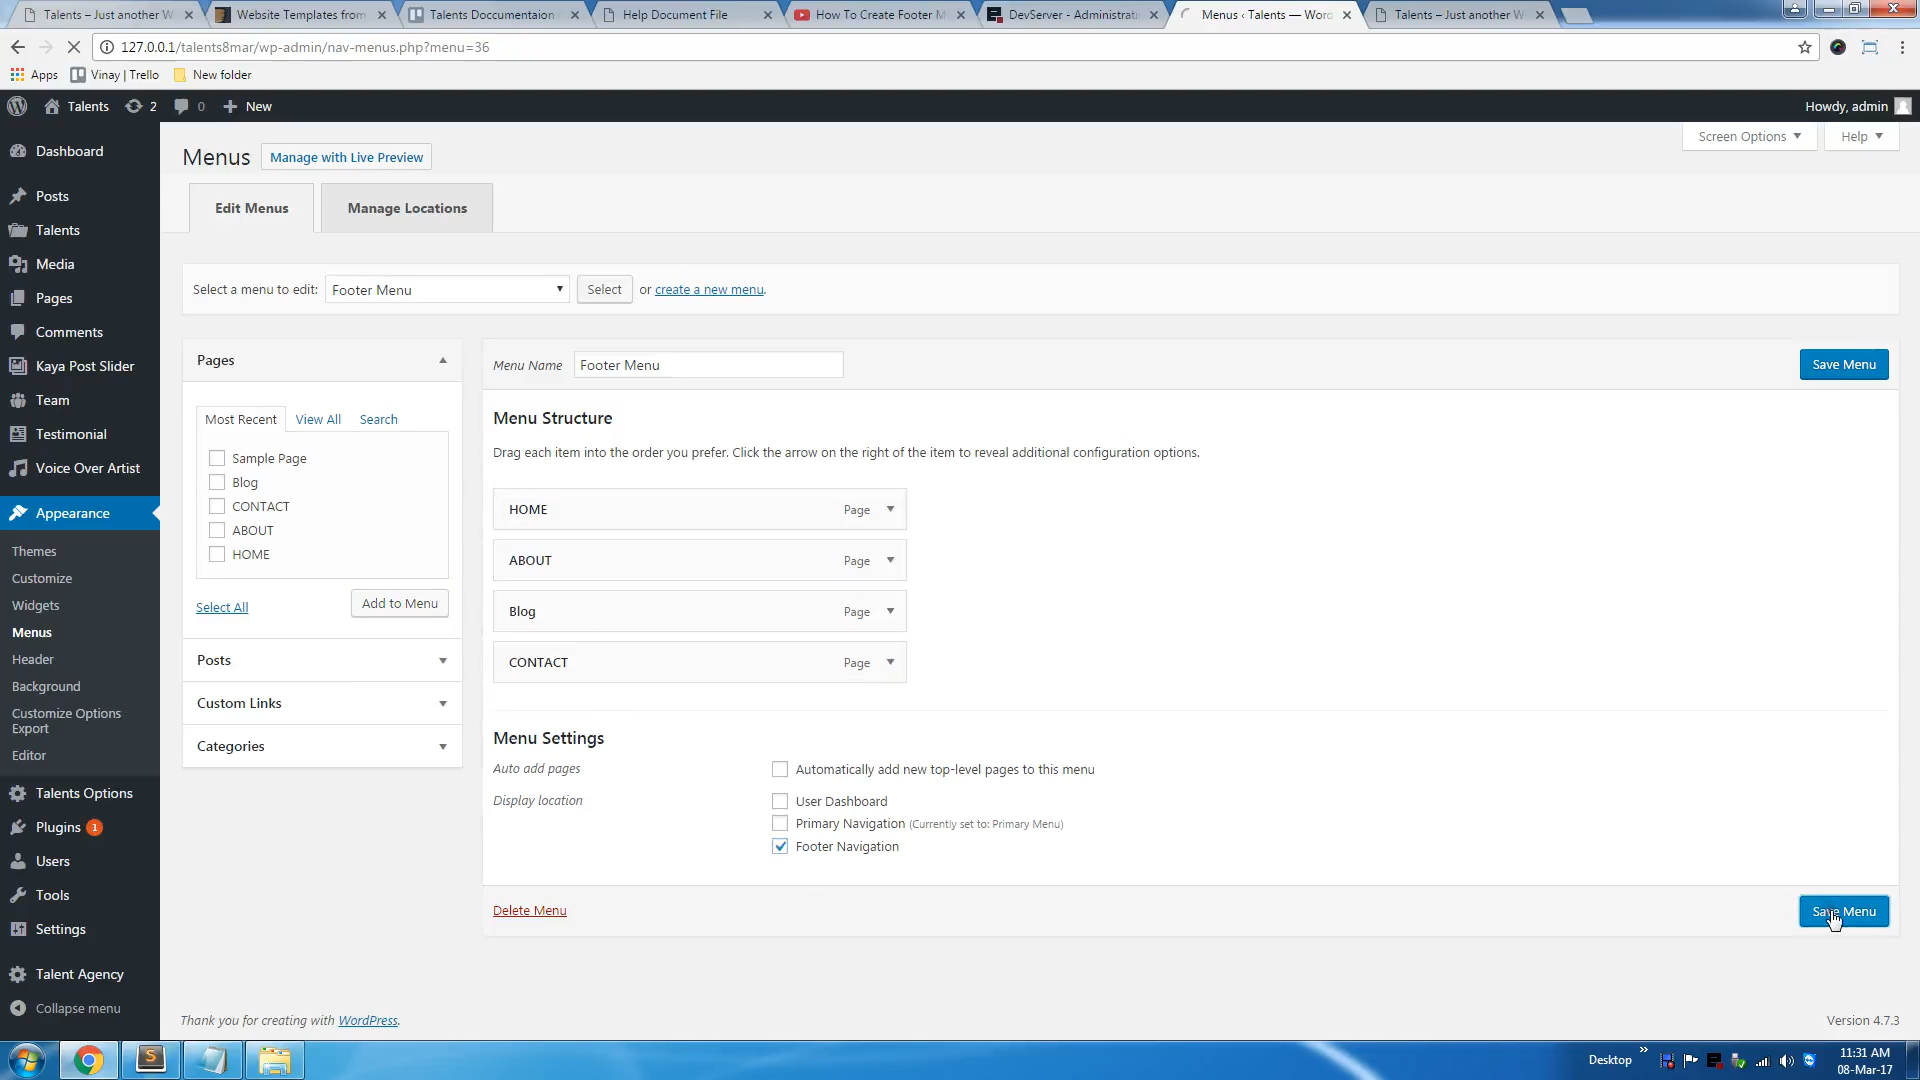 Talents – Just another W
Website Templates from
Talents Doccumentaion
Help Document File
How To Create Footer M
DevServer - Administrati
Menus ‹ Talents — Wor
Talents – Just another W
127.0.0.1/talents8mar/wp-admin/nav-menus.php?menu=36
Apps
Vinay | Trello
New folder
Talents
2
0
New
Howdy, admin
Dashboard
Posts
Talents
Media
Pages
Comments
Kaya Post Slider
Team
Testimonial
Voice Over Artist
Appearance
Themes
Customize
Widgets
Menus
Header
Background
Customize Options
Export
Editor
Talents Options
Plugins 1
Users
Tools
Settings
Talent Agency
Collapse menu
Screen Options
Help
Menus
Manage with Live Preview
Edit Menus
Manage Locations
Select a menu to edit: Footer Menu Select or create a new menu.
Pages
Most Recent
View All
Search
Sample Page
Blog
CONTACT
ABOUT
HOME
Select All
Add to Menu
Posts
Custom Links
Categories
Menu Name Footer Menu
Save Menu
Menu Structure
Drag each item into the order you prefer. Click the arrow on the right of the item to reveal additional configuration options.
HOME Page
ABOUT Page
Blog Page
CONTACT Page
Menu Settings
Auto add pages
Automatically add new top-level pages to this menu
Display location
User Dashboard
Primary Navigation (Currently set to: Primary Menu)
Footer Navigation
Delete Menu
Save Menu
Thank you for creating with WordPress.
Version 4.7.3
Desktop
11:31 AM
08-Mar-17